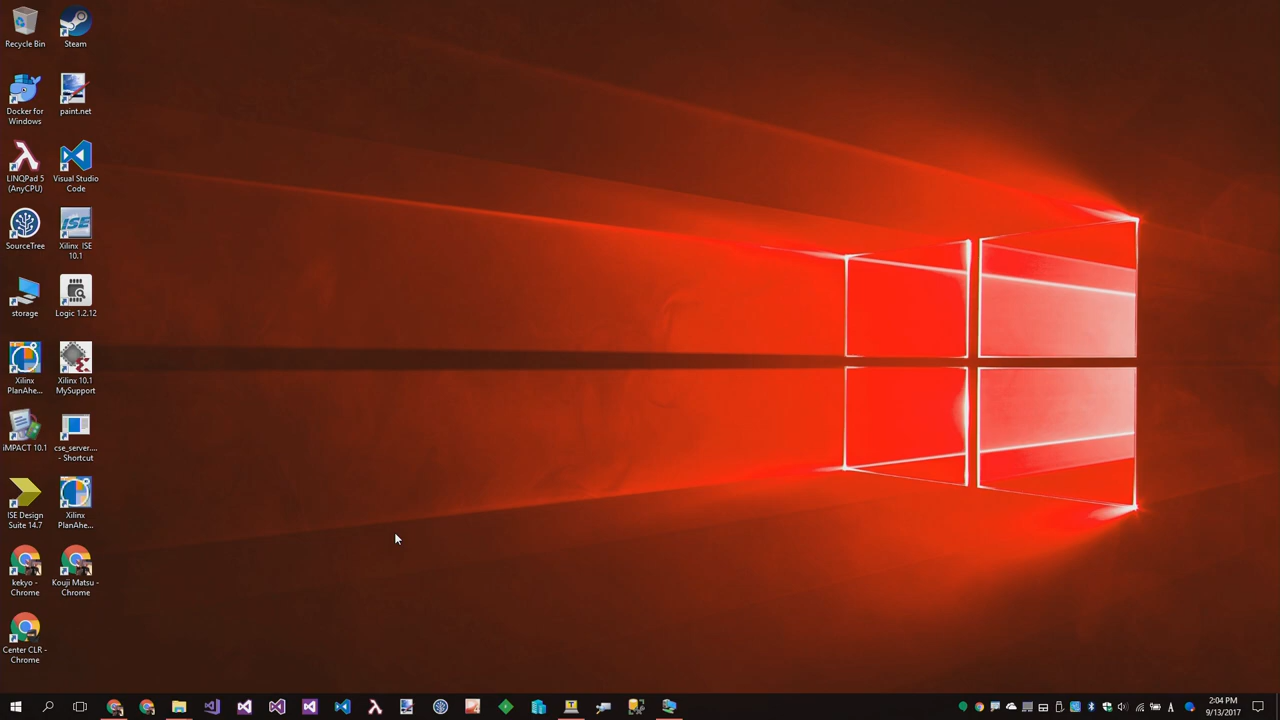 Recycle Bin
Steam
Docker for
Windows
paint.net
LINQPad 5
(AnyCPU)
Visual Studio
Code
SourceTree
Xilinx ISE
10.1
storage
Logic 1.2.12
Xilinx
PlanAhe...
Xilinx 10.1
MySupport
iMPACT 10.1
cse_server....
- Shortcut
ISE Design
Suite 14.7
Xilinx
PlanAhe...
kekyo -
Chrome
Kouji Matsu -
Chrome
Center CLR -
Chrome
ISE
2:04 PM
9/13/2017